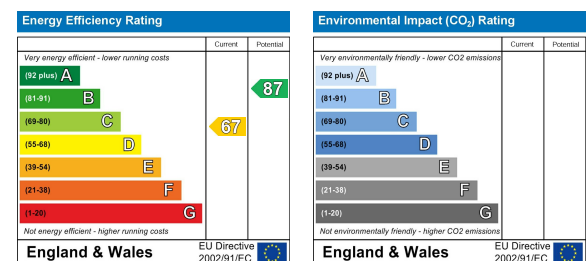 Energy Efficiency Rating
Current Potential
Very energy efficient - lower running costs
(92 plus) A
(81-91) B
87
(69-80) C
67
(55-68) D
(39-54) E
(21-38) F
(1-20) G
Not energy efficient - higher running costs
England & Wales
EU Directive
2002/91/EC
Environmental Impact (CO₂) Rating
Current Potential
Very environmentally friendly - lower CO2 emissions
(92 plus) A
(81-91) B
(69-80) C
(55-68) D
(39-54) E
(21-38) F
(1-20) G
Not environmentally friendly - higher CO2 emissions
England & Wales
EU Directive
2002/91/EC